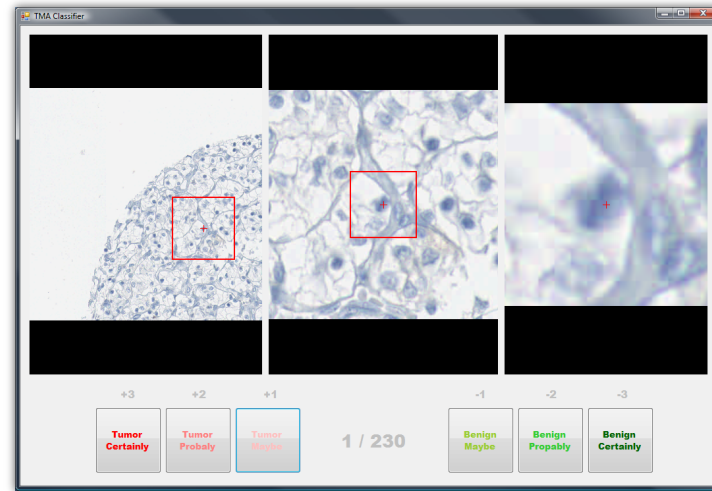 TMA Classifier
+3
+2
+1
-1
-2
-3
Tumor
Certainly
Tumor
Probaly
Tumor
Maybe
1 / 230
Benign
Maybe
Benign
Propably
Benign
Certainly